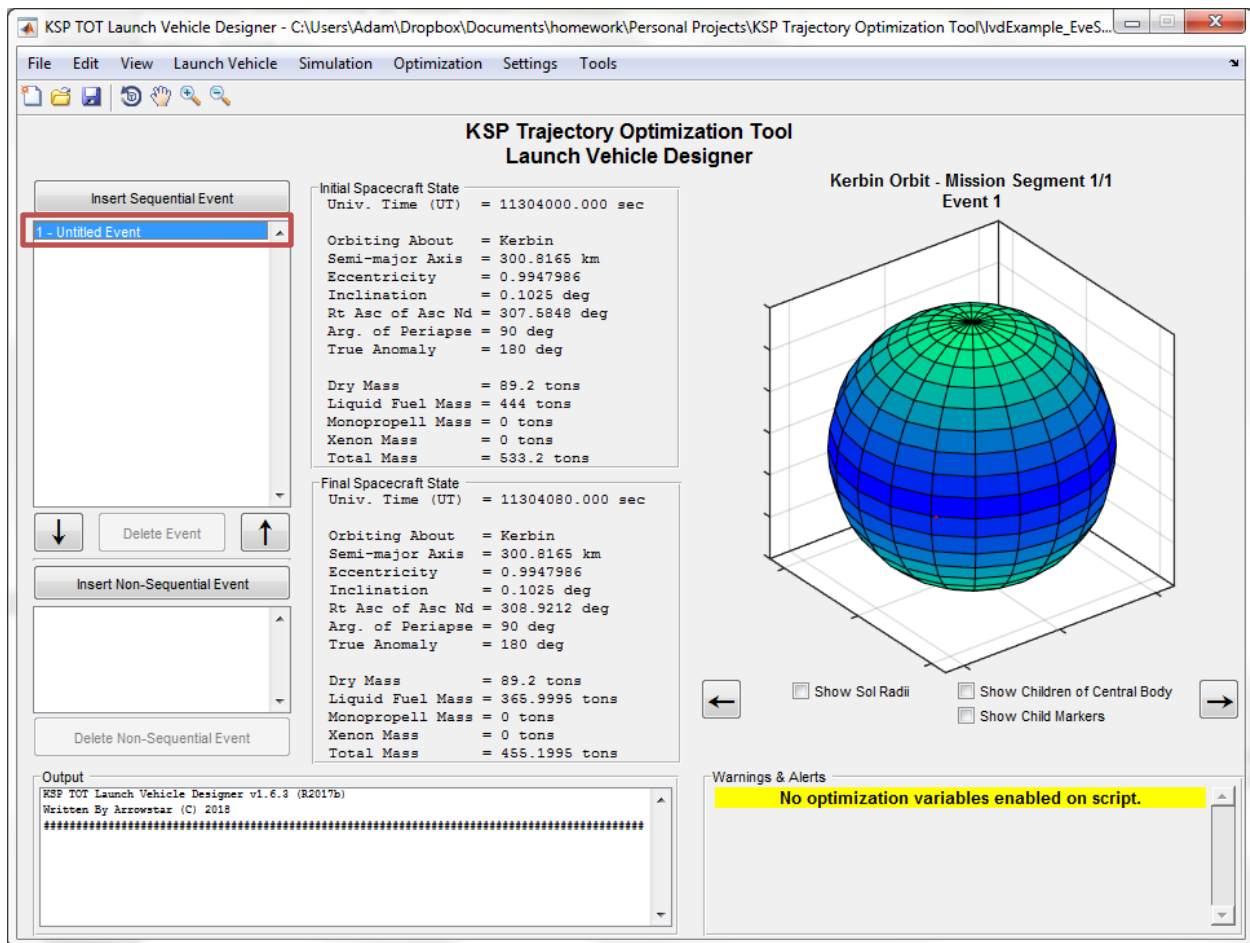 KSP TOT Launch Vehicle Designer - C:\Users\Adam\Dropbox\Documents\homework\Personal Projects\KSP Trajectory Optimization Tool\lvdExample_EveS...
File Edit View Launch Vehicle Simulation Optimization Settings Tools
KSP Trajectory Optimization Tool
Launch Vehicle Designer
Insert Sequential Event
1 - Untitled Event
Delete Event
Insert Non-Sequential Event
Delete Non-Sequential Event
Initial Spacecraft State
Univ. Time (UT) = 11304000.000 sec
Orbiting About = Kerbin
Semi-major Axis = 300.8165 km
Eccentricity = 0.9947986
Inclination = 0.1025 deg
Rt Asc of Asc Nd = 307.5848 deg
Arg. of Periapse = 90 deg
True Anomaly = 180 deg
Dry Mass = 89.2 tons
Liquid Fuel Mass = 444 tons
Monopropell Mass = 0 tons
Xenon Mass = 0 tons
Total Mass = 533.2 tons
Final Spacecraft State
Univ. Time (UT) = 11304080.000 sec
Orbiting About = Kerbin
Semi-major Axis = 300.8165 km
Eccentricity = 0.9947986
Inclination = 0.1025 deg
Rt Asc of Asc Nd = 308.9212 deg
Arg. of Periapse = 90 deg
True Anomaly = 180 deg
Dry Mass = 89.2 tons
Liquid Fuel Mass = 365.9995 tons
Monopropell Mass = 0 tons
Xenon Mass = 0 tons
Total Mass = 455.1995 tons
Kerbin Orbit - Mission Segment 1/1
Event 1
Show SoI Radii
Show Children of Central Body
Show Child Markers
Output
KSP TOT Launch Vehicle Designer v1.6.3 (R2017b)
Written By Arrowstar (C) 2018
############################################################################################
Warnings & Alerts
No optimization variables enabled on script.